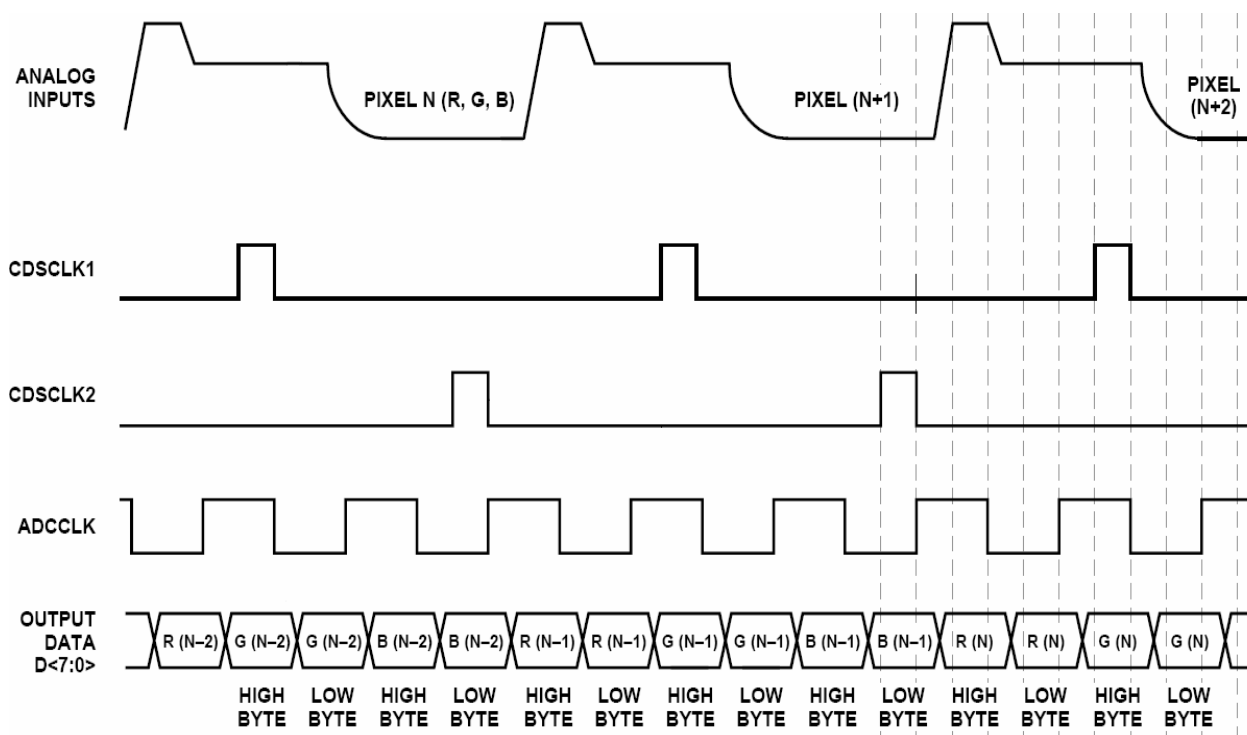 ANALOG
INPUTS
PIXEL N (R, G, B)
PIXEL (N+1)
PIXEL
(N+2)
CDSCLK1
CDSCLK2
ADCCLK
OUTPUT
DATA
D<7:0>
R (N–2) G (N–2) G (N–2) B (N–2) B (N–2) R (N–1) R (N–1) G (N–1) G (N–1) B (N–1) B (N–1) R (N) R (N) G (N) G (N)
HIGH LOW HIGH LOW HIGH LOW HIGH LOW HIGH LOW HIGH LOW HIGH LOW
BYTE BYTE BYTE BYTE BYTE BYTE BYTE BYTE BYTE BYTE BYTE BYTE BYTE BYTE